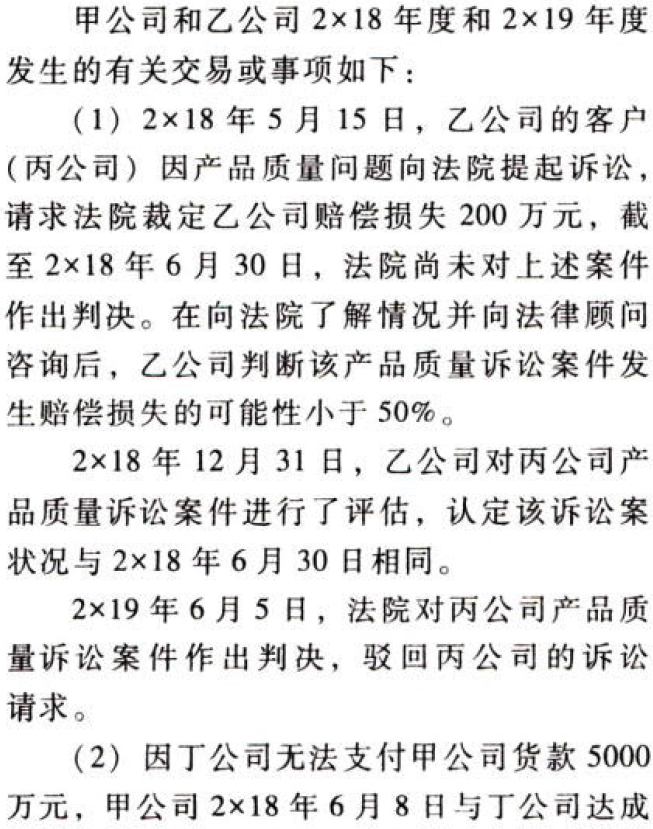 甲公司和乙公司 2×18 年度和 2×19 年度
发生的有关交易或事项如下：
(1) 2×18 年 5 月 15 日，乙公司的客户
(丙公司) 因产品质量问题向法院提起诉讼，
请求法院裁定乙公司赔偿损失 200 万元，截
至 2×18 年 6 月 30 日，法院尚未对上述案件
作出判决。在向法院了解情况并向法律顾问
咨询后，乙公司判断该产品质量诉讼案件发
生赔偿损失的可能性小于 50%。
2×18 年 12 月 31 日，乙公司对丙公司产
品质量诉讼案件进行了评估，认定该诉讼案
状况与 2×18 年 6 月 30 日相同。
2×19 年 6 月 5 日，法院对丙公司产品质
量诉讼案件作出判决，驳回丙公司的诉讼
请求。
(2) 因丁公司无法支付甲公司货款 5000
万元，甲公司 2×18 年 6 月 8 日与丁公司达成